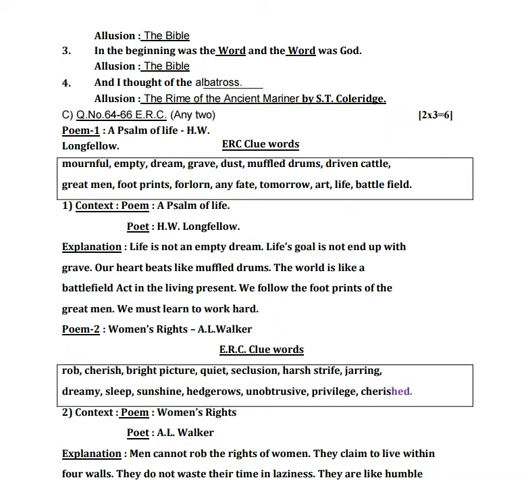 Allusion : The Bible
3. In the beginning was the Word and the Word was God.
Allusion : The Bible
4. And I thought of the albatross.
Allusion : The Rime of the Ancient Mariner by S.T. Coleridge.
C) Q.No.64-66 E.R.C. (Any two) [2x3=6]
Poem-1 : A Psalm of life - H.W.
Longfellow. ERC Clue words
mournful, empty, dream, grave, dust, muffled drums, driven cattle,
great men, foot prints, forlorn, any fate, tomorrow, art, life, battle field.
1) Context : Poem : A Psalm of life.
Poet : H.W. Longfellow.
Explanation : Life is not an empty dream. Life's goal is not end up with
grave. Our heart beats like muffled drums. The world is like a
battlefield Act in the living present. We follow the foot prints of the
great men. We must learn to work hard.
Poem-2 : Women's Rights – A.L.Walker
E.R.C. Clue words
rob, cherish, bright picture, quiet, seclusion, harsh strife, jarring,
dreamy, sleep, sunshine, hedgerows, unobtrusive, privilege, cherished.
2) Context : Poem : Women's Rights
Poet : A.L. Walker
Explanation : Men cannot rob the rights of women. They claim to live within
four walls. They do not waste their time in laziness. They are like humble